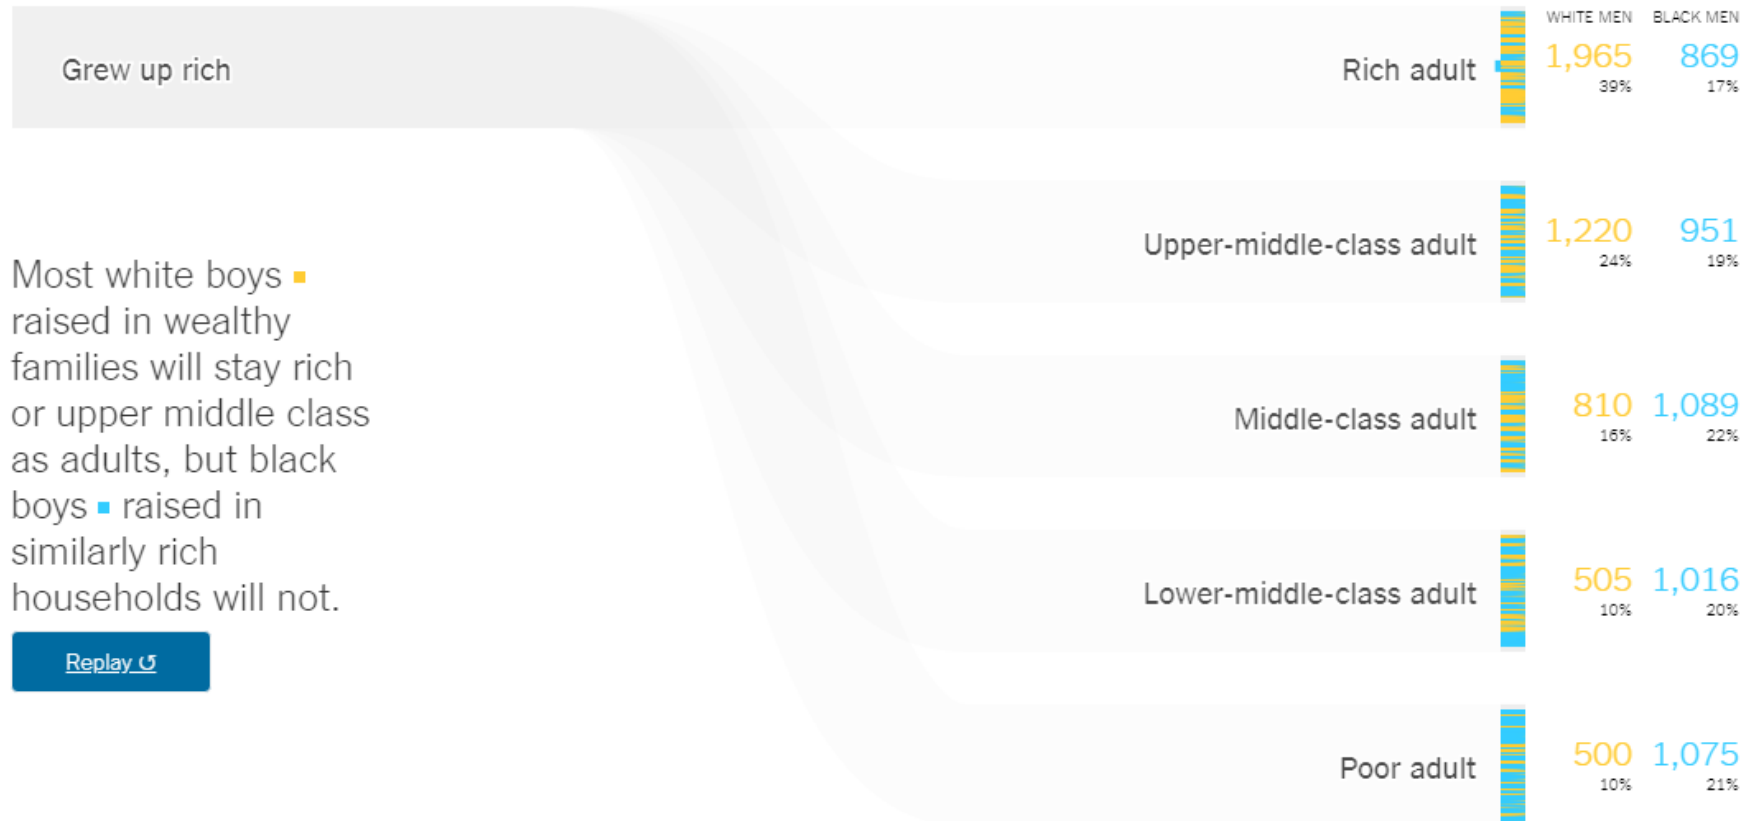 WHITE MEN BLACK MEN
Grew up rich
Rich adult
1,965 869
39% 17%
Upper-middle-class adult
1,220 951
24% 19%
Most white boys
raised in wealthy
families will stay rich
or upper middle class
as adults, but black
boys raised in
similarly rich
households will not.
Replay ↺
Middle-class adult
810 1,089
16% 22%
Lower-middle-class adult
505 1,016
10% 20%
Poor adult
500 1,075
10% 21%